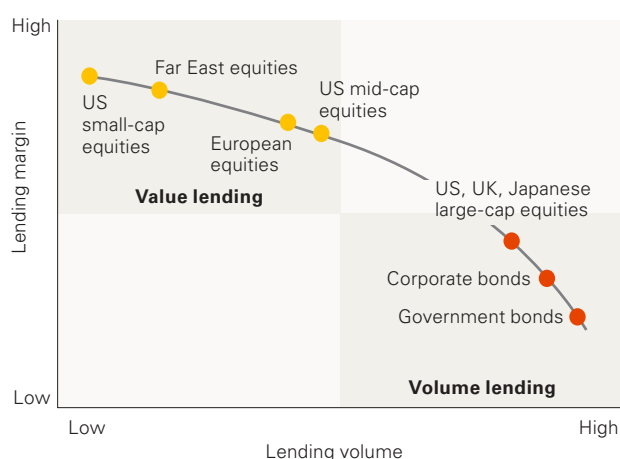 High
Far East equities
US mid-cap
equities
US
small-cap
equities
European
equities
Value lending
US, UK, Japanese
large-cap equities
Corporate bonds
Government bonds
Volume lending
Lending margin
Low
Low
High
Lending volume